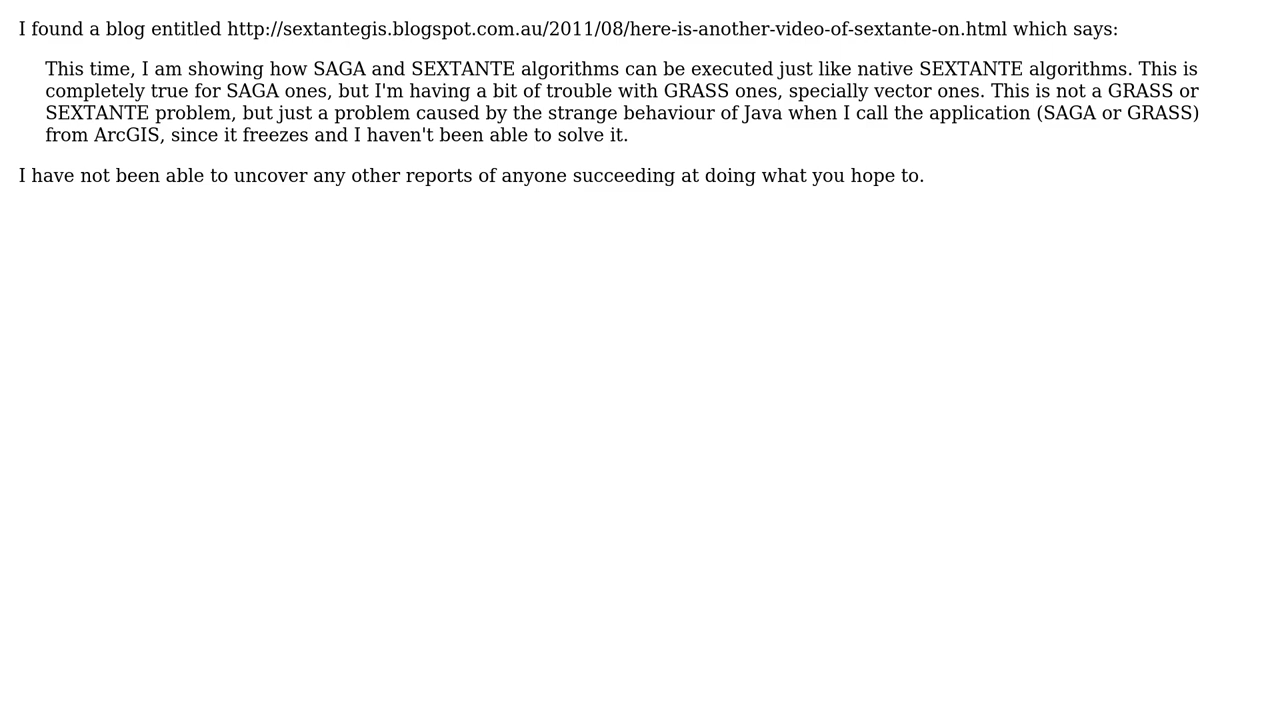 I found a blog entitled http://sextantegis.blogspot.com.au/2011/08/here-is-another-video-of-sextante-on.html which says:
This time, I am showing how SAGA and SEXTANTE algorithms can be executed just like native SEXTANTE algorithms. This is
completely true for SAGA ones, but I'm having a bit of trouble with GRASS ones, specially vector ones. This is not a GRASS or
SEXTANTE problem, but just a problem caused by the strange behaviour of Java when I call the application (SAGA or GRASS)
from ArcGIS, since it freezes and I haven't been able to solve it.
I have not been able to uncover any other reports of anyone succeeding at doing what you hope to.